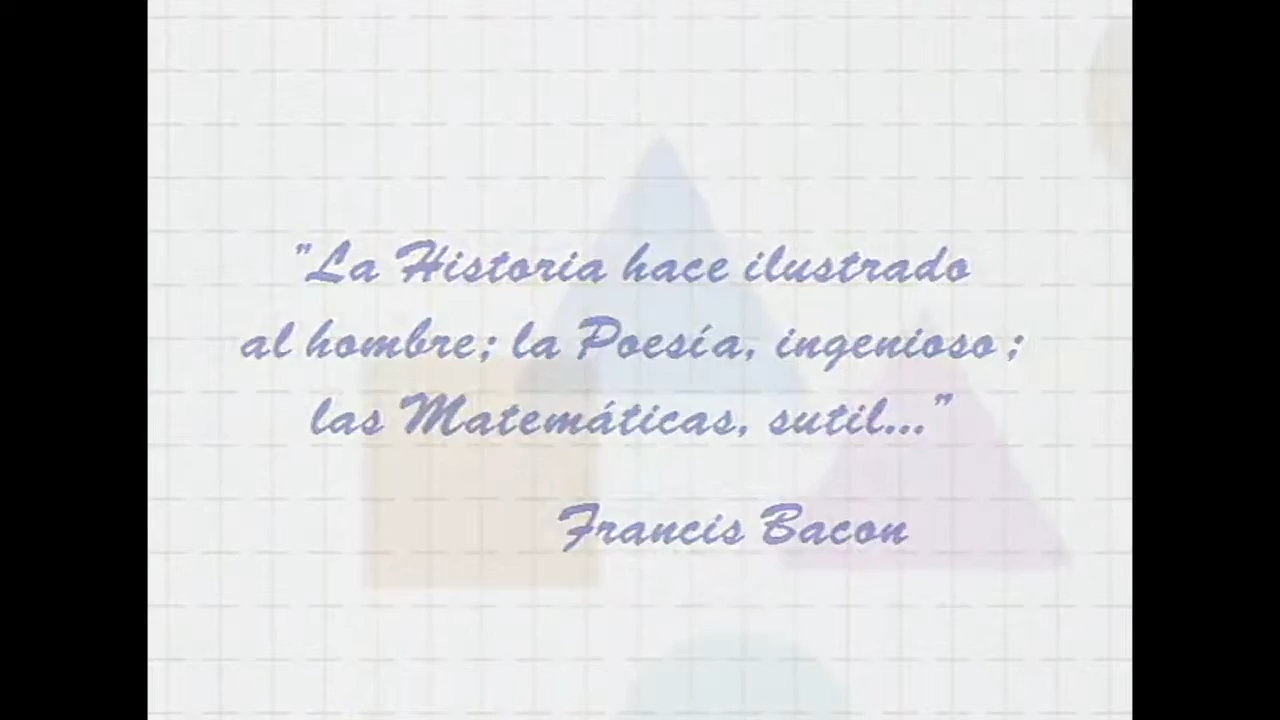 "La Historia hace ilustrado
al hombre; la Poesía, ingenioso;
las Matemáticas, sutil..."
Francis Bacon